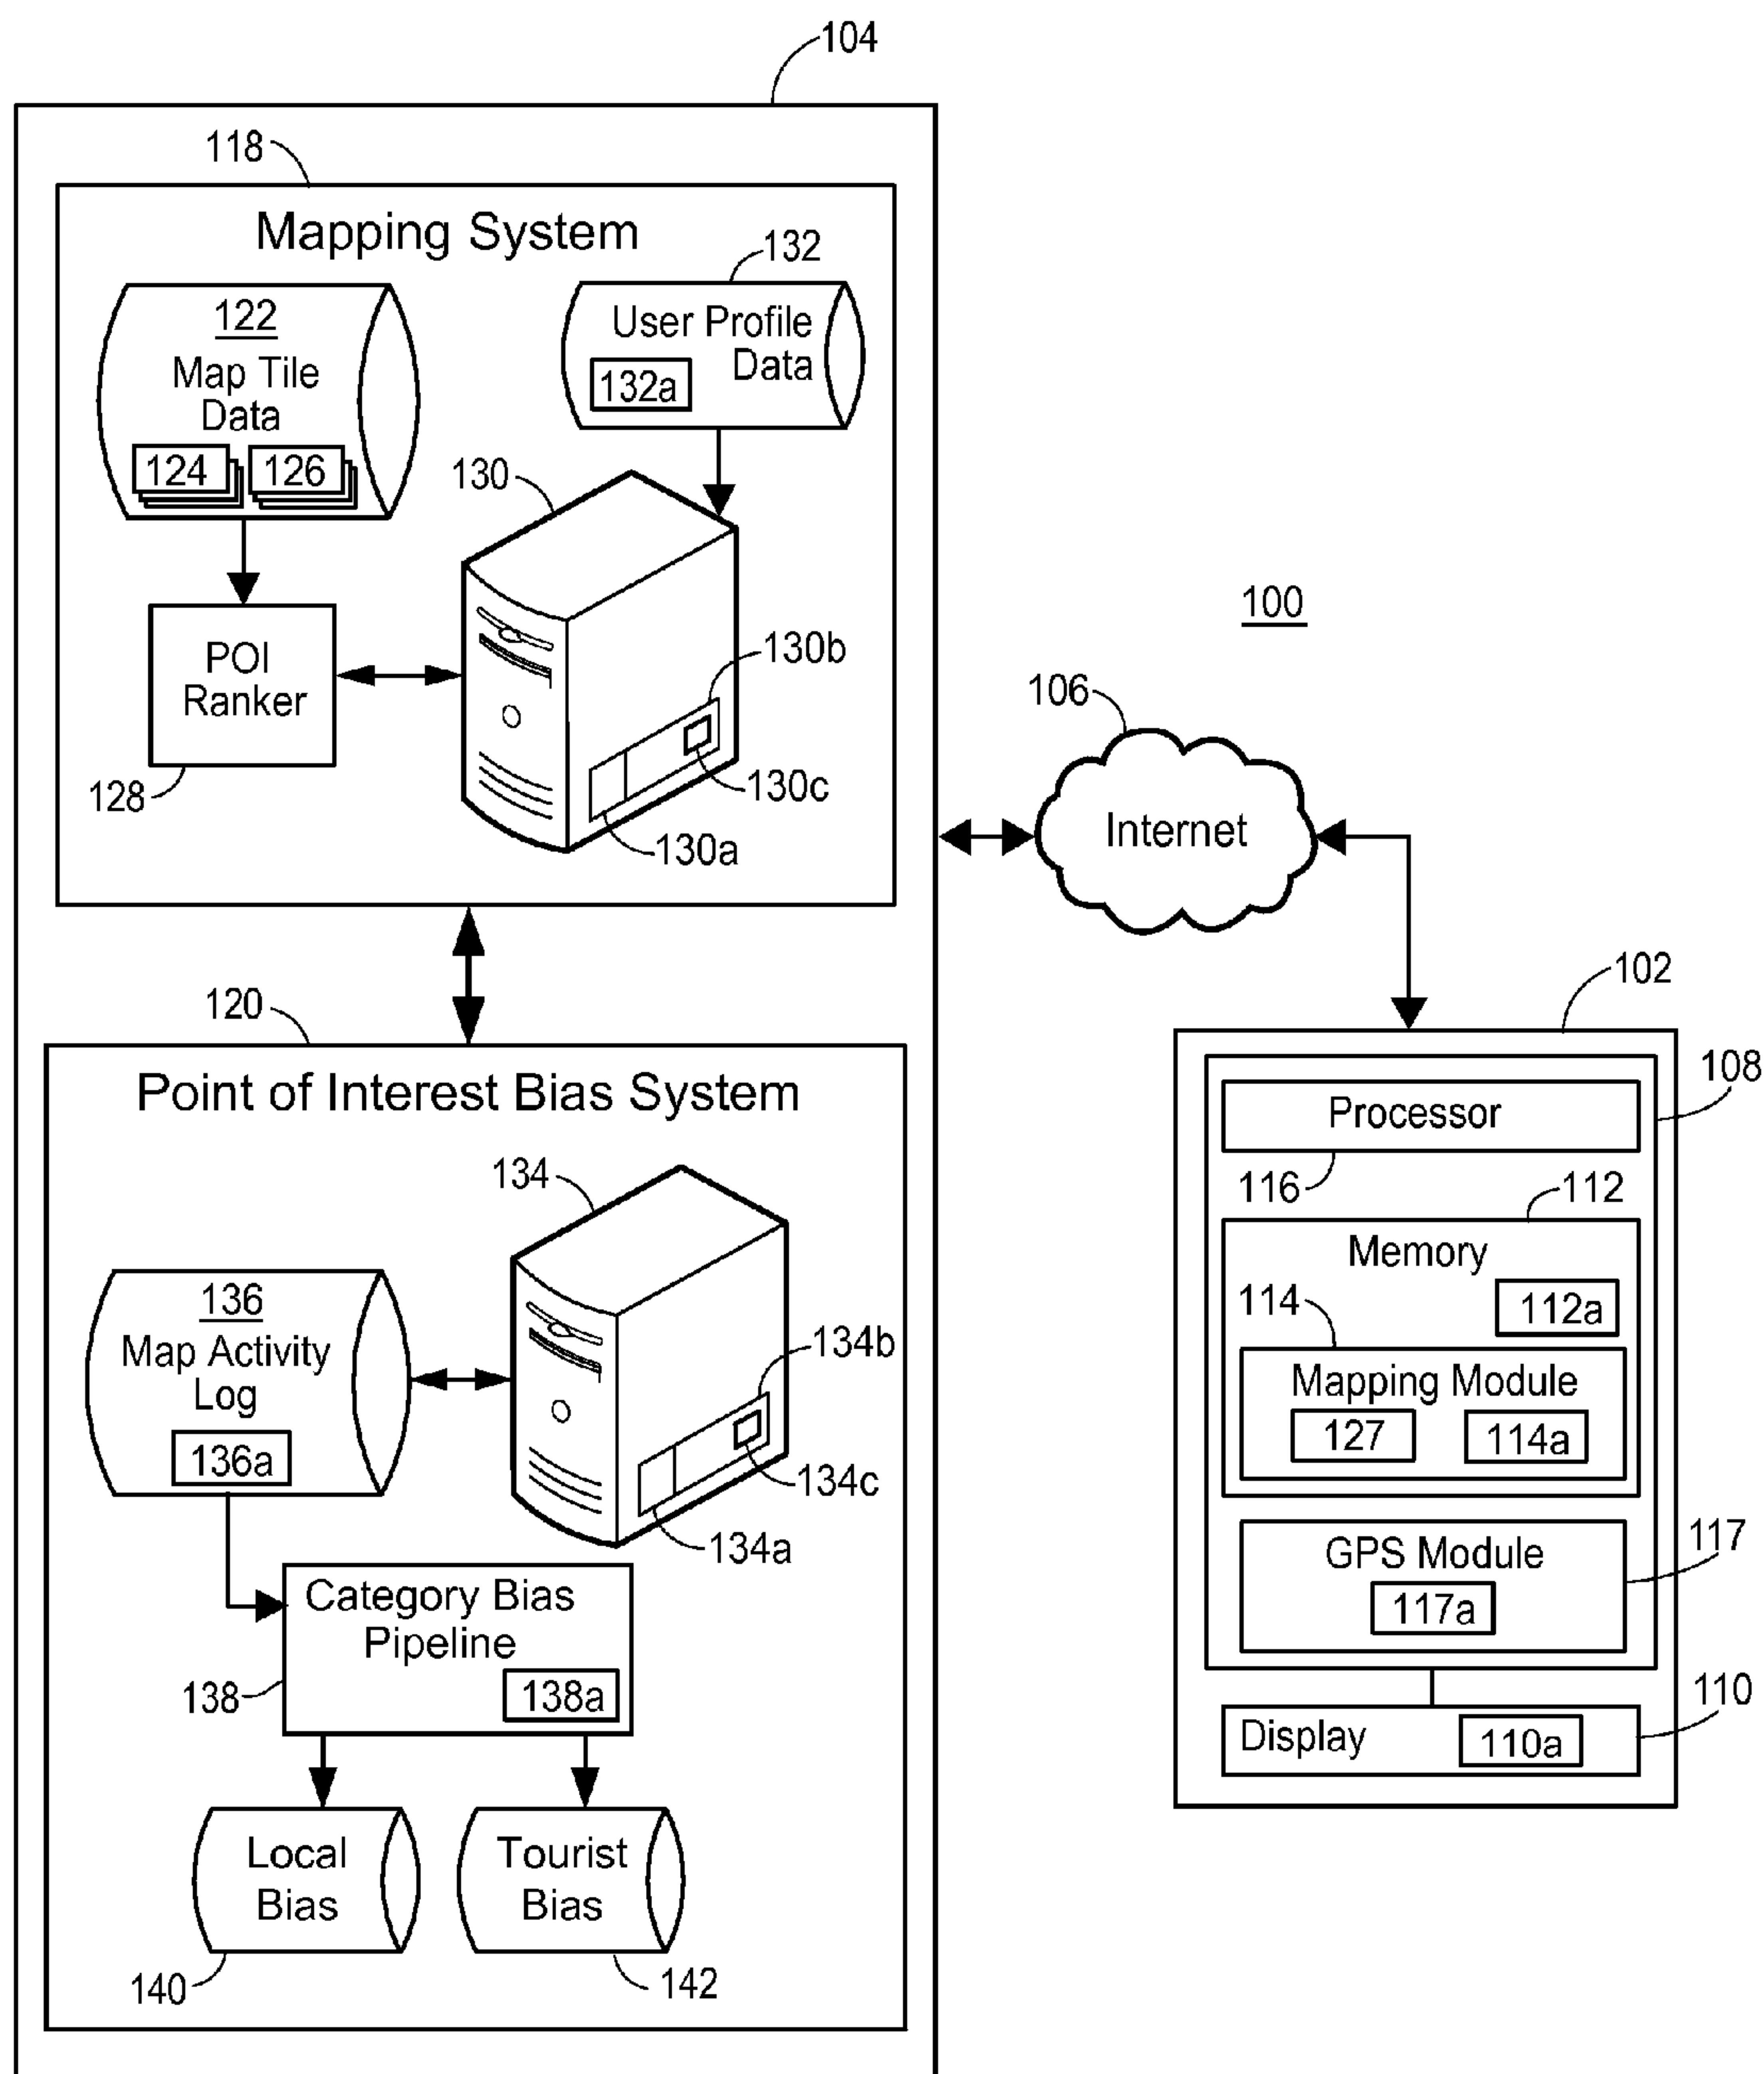 104
118
Mapping System
132
122
Map Tile
Data
124
126
User Profile
Data
132a
130
POI
Ranker
128
130b
130c
130a
100
106
Internet
120
Point of Interest Bias System
134
136
Map Activity
Log
136a
134b
134c
134a
Category Bias
Pipeline
138
138a
Local
Bias
140
Tourist
Bias
142
102
108
Processor
116
112
Memory
112a
114
Mapping Module
127
114a
GPS Module
117
117a
110
Display
110a